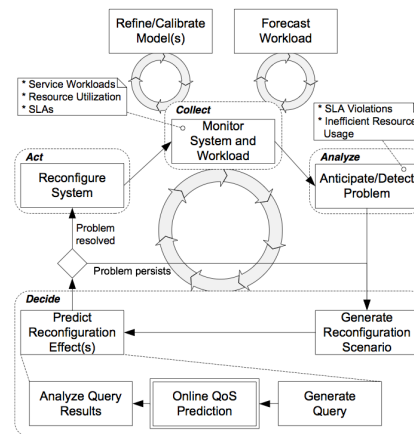 Refine/Calibrate
Model(s)
Forecast
Workload
* Service Workloads
* Resource Utilization
* SLAs
Collect
Monitor
System and
Workload
* SLA Violations
* Inefficient Resource
Usage
Act
Reconfigure
System
Analyze
Anticipate/Detect
Problem
Problem
resolved
Problem persists
Decide
Predict
Reconfiguration
Effect(s)
Generate
Reconfiguration
Scenario
Analyze Query
Results
Online QoS
Prediction
Generate
Query